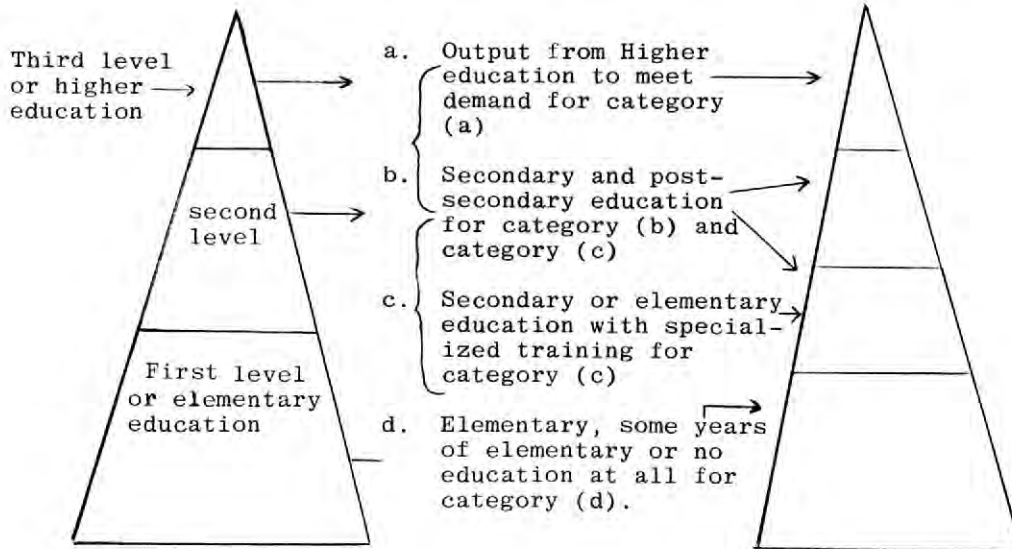 Third level
or higher
education
second
level
First level
or elementary
education
a. Output from Higher
education to meet
demand for category
(a)
b. Secondary and post-
secondary education
for category (b) and
category (c)
c. Secondary or elementary
education with special-
ized training for
category (c)
d. Elementary, some years
of elementary or no
education at all for
category (d).